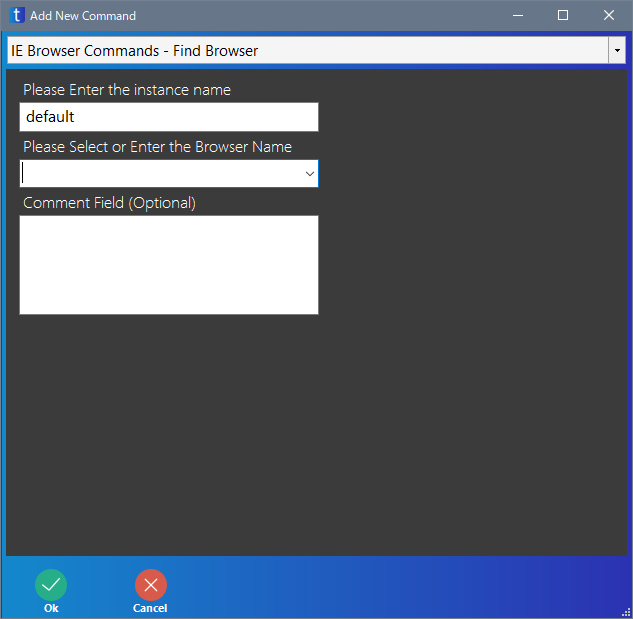 t Add New Command
IE Browser Commands - Find Browser
Please Enter the instance name
default
Please Select or Enter the Browser Name
Comment Field (Optional)
Ok Cancel